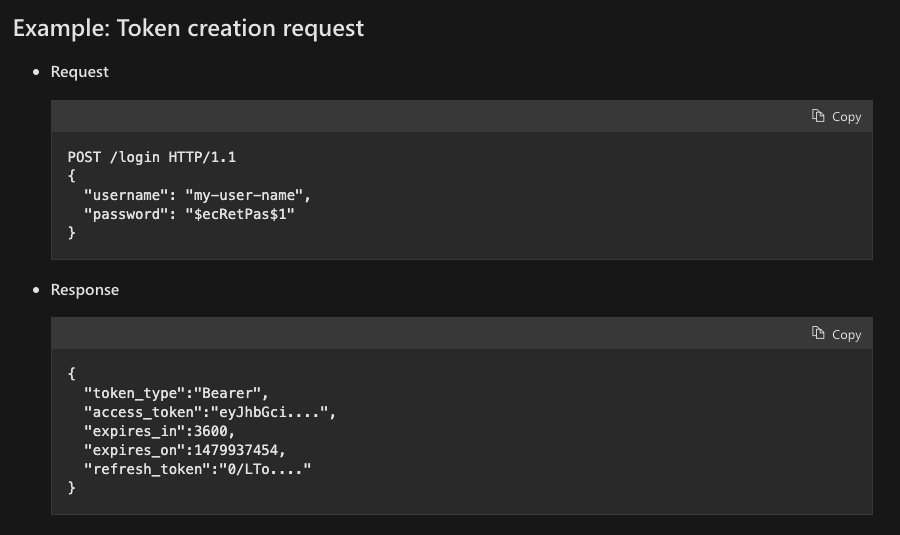 Example: Token creation request
• Request
Copy
POST /login HTTP/1.1
{
  "username": "my-user-name",
  "password": "$ecRetPas$1"
}
• Response
Copy
{
  "token_type":"Bearer",
  "access_token":"eyJhbGci....",
  "expires_in":3600,
  "expires_on":1479937454,
  "refresh_token":"0/LTo...."
}